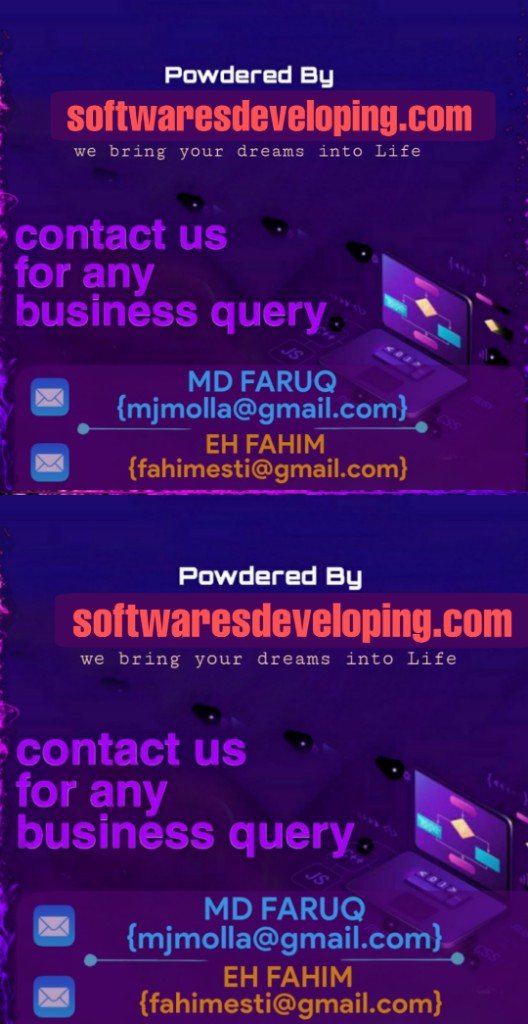 Powdered By
softwaresdeveloping.com
we bring your dreams into Life
contact us
for any
business query
JS
MD FARUQ
{mjmolla@gmail.com}
EH FAHIM
{fahimesti@gmail.com}
Powdered By
softwaresdeveloping.com
we bring your dreams into Life
contact us
for any
business query
JS
MD FARUQ
{mjmolla@gmail.com}
EH FAHIM
{fahimesti@gmail.com}